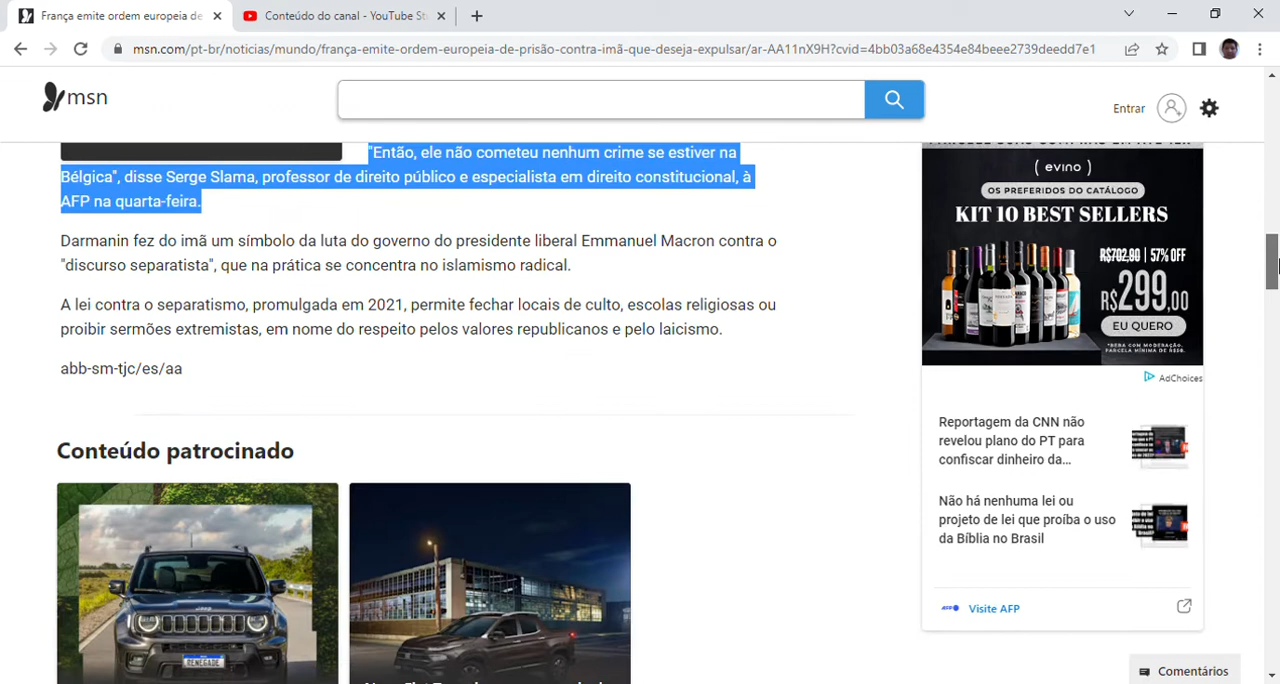 França emite ordem europeia de
Conteúdo do canal - YouTube St
msn.com/pt-br/noticias/mundo/frança-emite-ordem-europeia-de-prisão-contra-imã-que-deseja-expulsar/ar-AA11nX9H?cvid=4bb03a68e4354e84beee2739deedd7e1
msn
Entrar
"Então, ele não cometeu nenhum crime se estiver na
Bélgica", disse Serge Slama, professor de direito público e especialista em direito constitucional, à
AFP na quarta-feira.
Darmanin fez do imã um símbolo da luta do governo do presidente liberal Emmanuel Macron contra o
"discurso separatista", que na prática se concentra no islamismo radical.
A lei contra o separatismo, promulgada em 2021, permite fechar locais de culto, escolas religiosas ou
proibir sermões extremistas, em nome do respeito pelos valores republicanos e pelo laicismo.
abb-sm-tjc/es/aa
Conteúdo patrocinado
Jeep
RENEGADE
( evino )
OS PREFERIDOS DO CATÁLOGO
KIT 10 BEST SELLERS
R$702,90 | 57% OFF
R$299,00
EU QUERO
*BEBA COM MODERAÇÃO.
PARCELA MÍNIMA DE R$50.
AdChoices
Reportagem da CNN não
revelou plano do PT para
confiscar dinheiro da...
Não há nenhuma lei ou
projeto de lei que proíba o uso
da Bíblia no Brasil
AFP
Visite AFP
Comentários